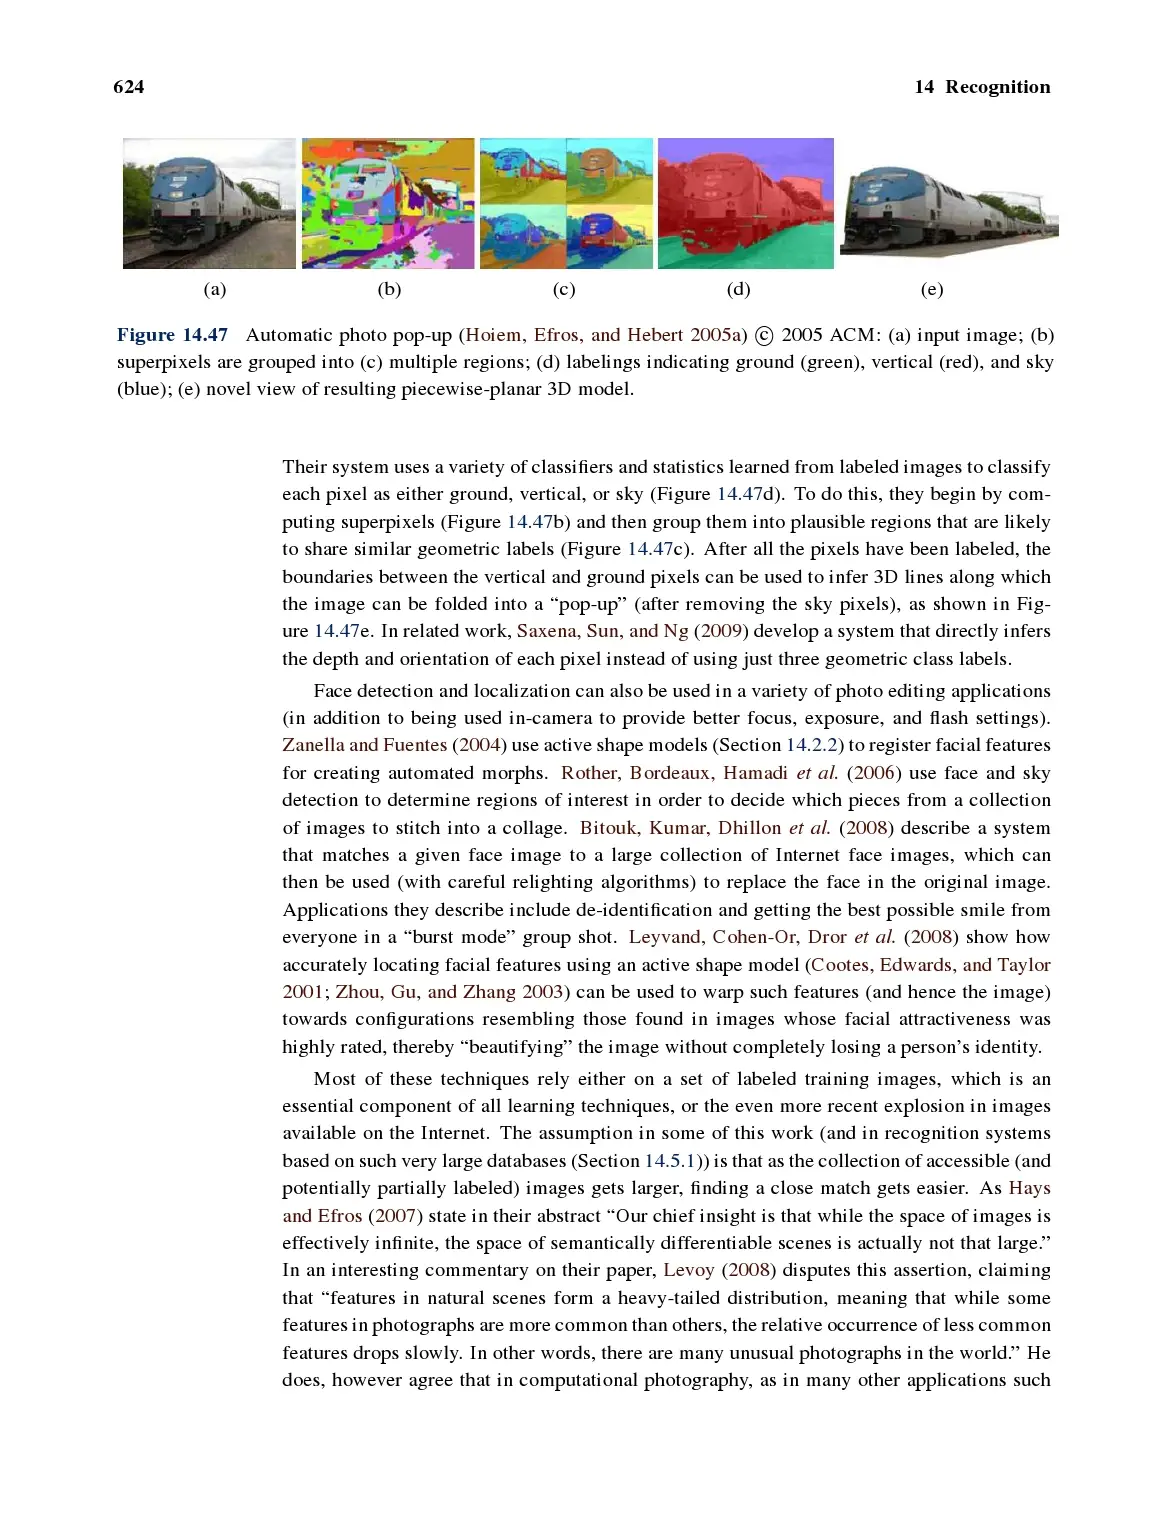 624
14 Recognition
(a)
(b)
(c)
(d)
(e)
Figure 14.47 Automatic photo pop-up (Hoiem, Efros, and Hebert 2005a) © 2005 ACM: (a) input image; (b)
superpixels are grouped into (c) multiple regions; (d) labelings indicating ground (green), vertical (red), and sky
(blue); (e) novel view of resulting piecewise-planar 3D model.
Their system uses a variety of classifiers and statistics learned from labeled images to classify
each pixel as either ground, vertical, or sky (Figure 14.47d). To do this, they begin by com-
puting superpixels (Figure 14.47b) and then group them into plausible regions that are likely
to share similar geometric labels (Figure 14.47c). After all the pixels have been labeled, the
boundaries between the vertical and ground pixels can be used to infer 3D lines along which
the image can be folded into a “pop-up” (after removing the sky pixels), as shown in Fig-
ure 14.47e. In related work, Saxena, Sun, and Ng (2009) develop a system that directly infers
the depth and orientation of each pixel instead of using just three geometric class labels.
Face detection and localization can also be used in a variety of photo editing applications
(in addition to being used in-camera to provide better focus, exposure, and flash settings).
Zanella and Fuentes (2004) use active shape models (Section 14.2.2) to register facial features
for creating automated morphs. Rother, Bordeaux, Hamadi et al. (2006) use face and sky
detection to determine regions of interest in order to decide which pieces from a collection
of images to stitch into a collage. Bitouk, Kumar, Dhillon et al. (2008) describe a system
that matches a given face image to a large collection of Internet face images, which can
then be used (with careful relighting algorithms) to replace the face in the original image.
Applications they describe include de-identification and getting the best possible smile from
everyone in a “burst mode” group shot. Leyvand, Cohen-Or, Dror et al. (2008) show how
accurately locating facial features using an active shape model (Cootes, Edwards, and Taylor
2001; Zhou, Gu, and Zhang 2003) can be used to warp such features (and hence the image)
towards configurations resembling those found in images whose facial attractiveness was
highly rated, thereby “beautifying” the image without completely losing a person’s identity.
Most of these techniques rely either on a set of labeled training images, which is an
essential component of all learning techniques, or the even more recent explosion in images
available on the Internet. The assumption in some of this work (and in recognition systems
based on such very large databases (Section 14.5.1)) is that as the collection of accessible (and
potentially partially labeled) images gets larger, finding a close match gets easier. As Hays
and Efros (2007) state in their abstract “Our chief insight is that while the space of images is
effectively infinite, the space of semantically differentiable scenes is actually not that large.”
In an interesting commentary on their paper, Levoy (2008) disputes this assertion, claiming
that “features in natural scenes form a heavy-tailed distribution, meaning that while some
features in photographs are more common than others, the relative occurrence of less common
features drops slowly. In other words, there are many unusual photographs in the world.” He
does, however agree that in computational photography, as in many other applications such